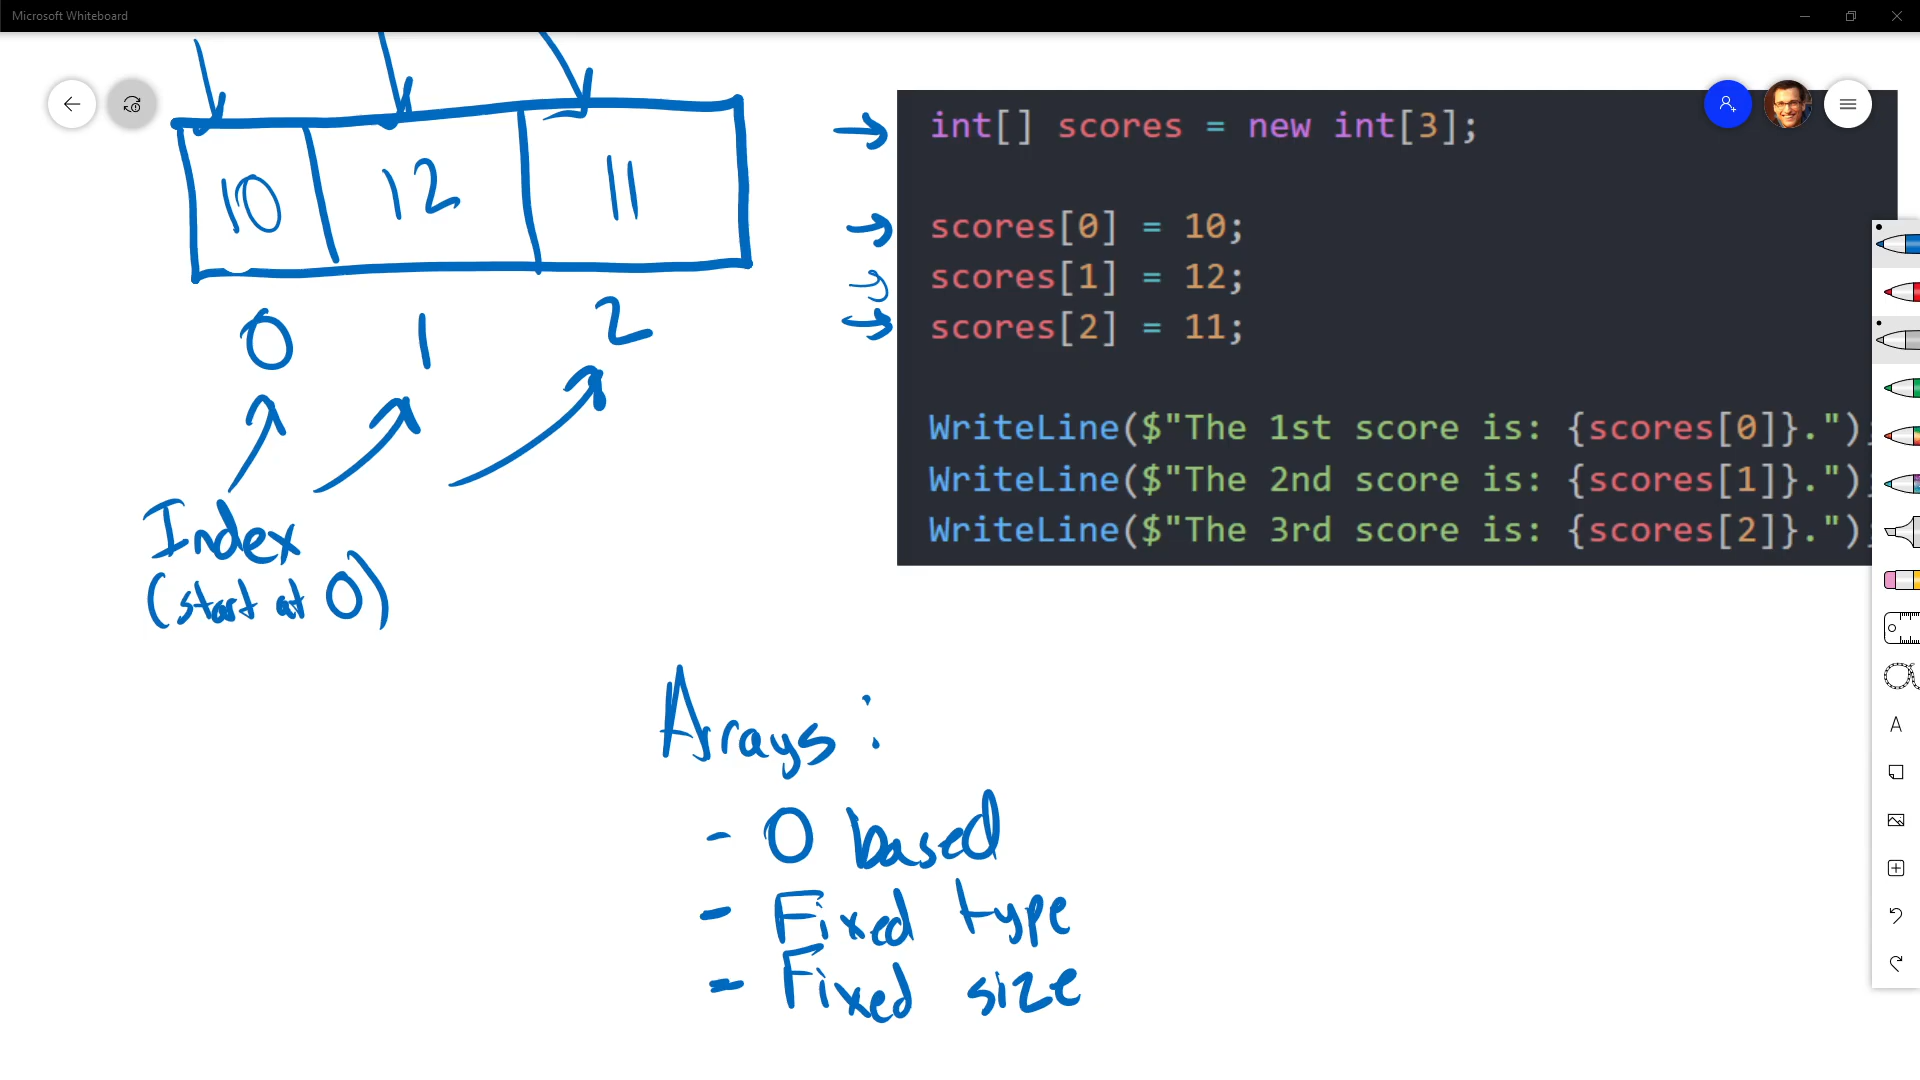 Microsoft Whiteboard
10 12 11
0 1 2
Index
(start at 0)
int[] scores = new int[3];
scores[0] = 10;
scores[1] = 12;
scores[2] = 11;
WriteLine($"The 1st score is: {scores[0]}.");
WriteLine($"The 2nd score is: {scores[1]}.");
WriteLine($"The 3rd score is: {scores[2]}.");
Arrays:
- 0 based
- Fixed type
- Fixed size
A